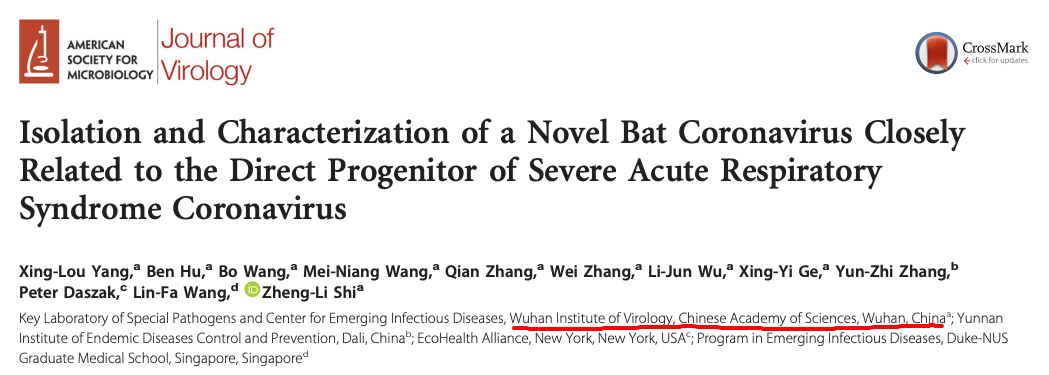 AMERICAN
SOCIETY FOR
MICROBIOLOGY
Journal of
Virology
CrossMark
click for updates
Isolation and Characterization of a Novel Bat Coronavirus Closely
Related to the Direct Progenitor of Severe Acute Respiratory
Syndrome Coronavirus
Xing-Lou Yang,ᵃ Ben Hu,ᵃ Bo Wang,ᵃ Mei-Niang Wang,ᵃ Qian Zhang,ᵃ Wei Zhang,ᵃ Li-Jun Wu,ᵃ Xing-Yi Ge,ᵃ Yun-Zhi Zhang,ᵇ
Peter Daszak,ᶜ Lin-Fa Wang,ᵈ iD Zheng-Li Shiᵃ
Key Laboratory of Special Pathogens and Center for Emerging Infectious Diseases, Wuhan Institute of Virology, Chinese Academy of Sciences, Wuhan, Chinaᵃ; Yunnan
Institute of Endemic Diseases Control and Prevention, Dali, Chinaᵇ; EcoHealth Alliance, New York, New York, USAᶜ; Program in Emerging Infectious Diseases, Duke-NUS
Graduate Medical School, Singapore, Singaporeᵈ